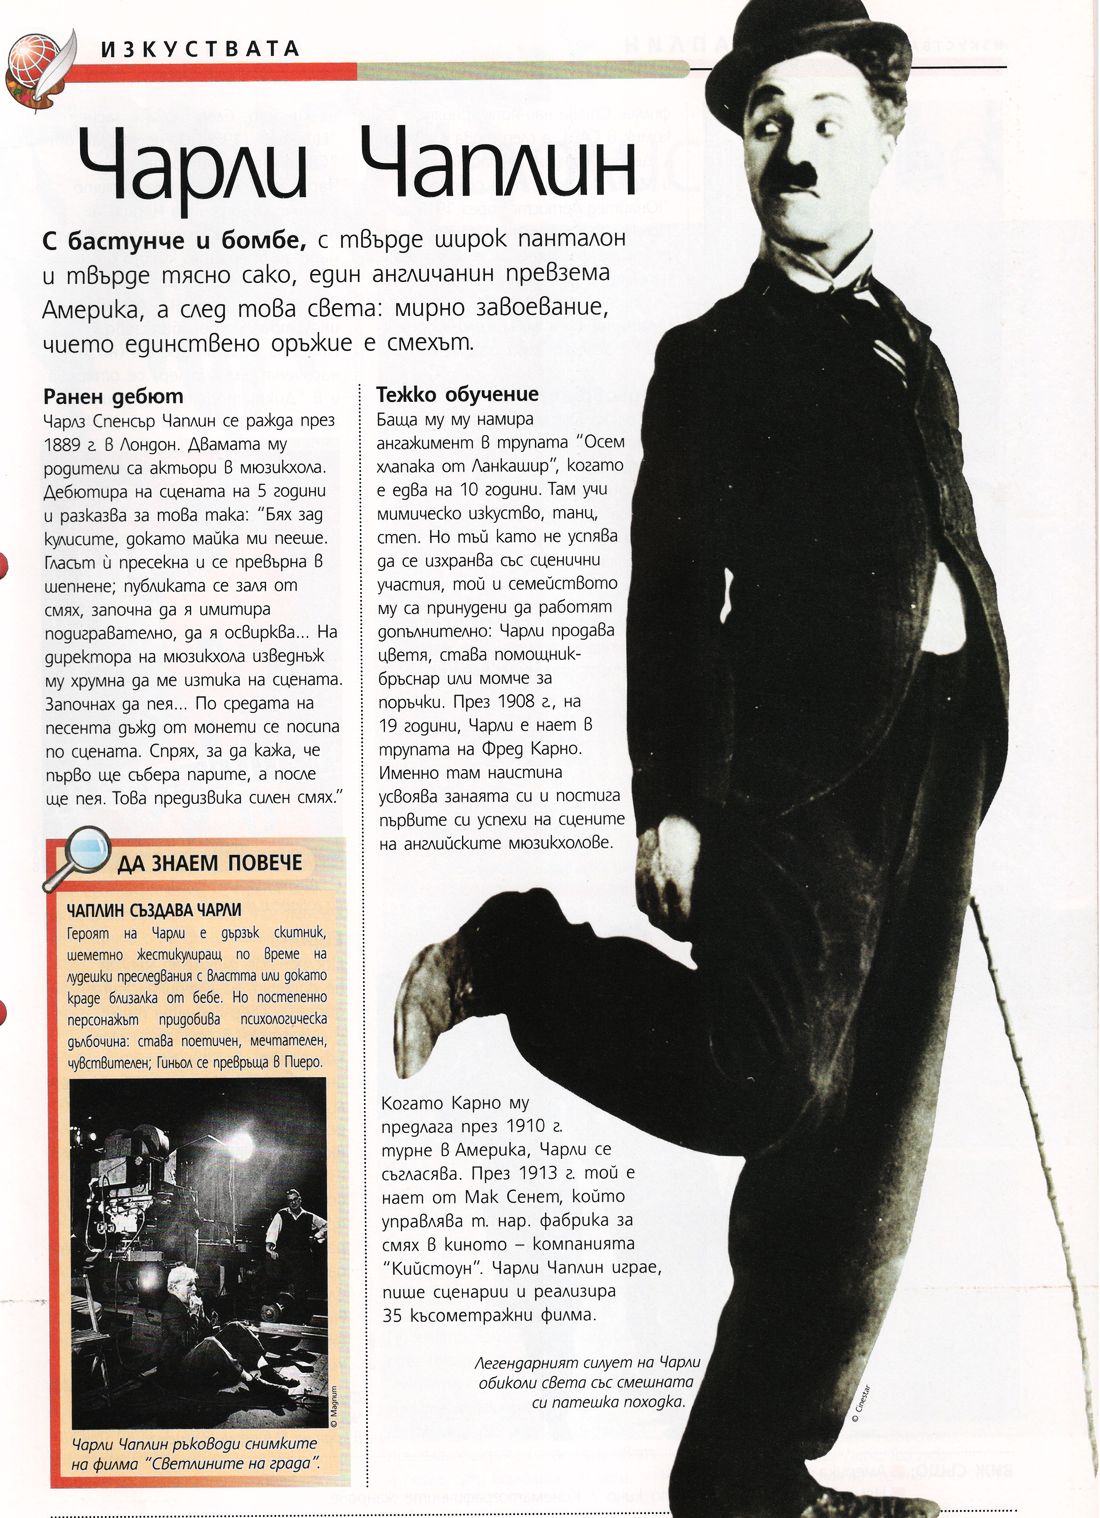 ИЗКУСТВАТА
Чарли Чаплин
С бастунче и бомбе, с твърде широк панталон
и твърде тясно сако, един англичанин превзема
Америка, а след това света: мирно завоевание,
чието единствено оръжие е смехът.
Ранен дебют
Чарлз Спенсър Чаплин се ражда през
1889 г. в Лондон. Двамата му
родители са актьори в мюзикхола.
Дебютира на сцената на 5 години
и разказва за това така: “Бях зад
кулисите, докато майка ми пееше.
Гласът ѝ пресекна и се превърна в
шепнене; публиката се заля от
смях, започна да я имитира
подигравателно, да я освирква... На
директора на мюзикхола изведнъж
му хрумна да ме изтика на сцената.
Започнах да пея... По средата на
песента дъжд от монети се посипа
по сцената. Спрях, за да кажа, че
първо ще събера парите, а после
ще пея. Това предизвика силен смях.”
ДА ЗНАЕМ ПОВЕЧЕ
ЧАПЛИН СЪЗДАВА ЧАРЛИ
Героят на Чарли е дързък скитник,
шеметно жестикулиращ по време на
лудешки преследвания с властта или докато
краде близалка от бебе. Но постепенно
персонажът придобива психологическа
дълбочина: става поетичен, мечтателен,
чувствителен; Гиньол се превръща в Пиеро.
© Magnum
Чарли Чаплин ръководи снимките
на филма “Светлините на града”.
Тежко обучение
Баща му му намира
ангажимент в трупата “Осем
хлапака от Ланкашир”, когато
е едва на 10 години. Там учи
мимическо изкуство, танц,
степ. Но тъй като не успява
да се изхранва със сценични
участия, той и семейството
му са принудени да работят
допълнително: Чарли продава
цветя, става помощник-
бръснар или момче за
поръчки. През 1908 г., на
19 години, Чарли е нает в
трупата на Фред Карно.
Именно там наистина
усвоява занаята си и постига
първите си успехи на сцените
на английските мюзикхолове.
Когато Карно му
предлага през 1910 г.
турне в Америка, Чарли се
съгласява. През 1913 г. той е
нает от Мак Сенет, който
управлява т. нар. фабрика за
смях в киното – компанията
“Кийстоун”. Чарли Чаплин играе,
пише сценарии и реализира
35 късометражни филма.
Легендарният силует на Чарли
обиколи света със смешната
си патешка походка.
© Cinestar